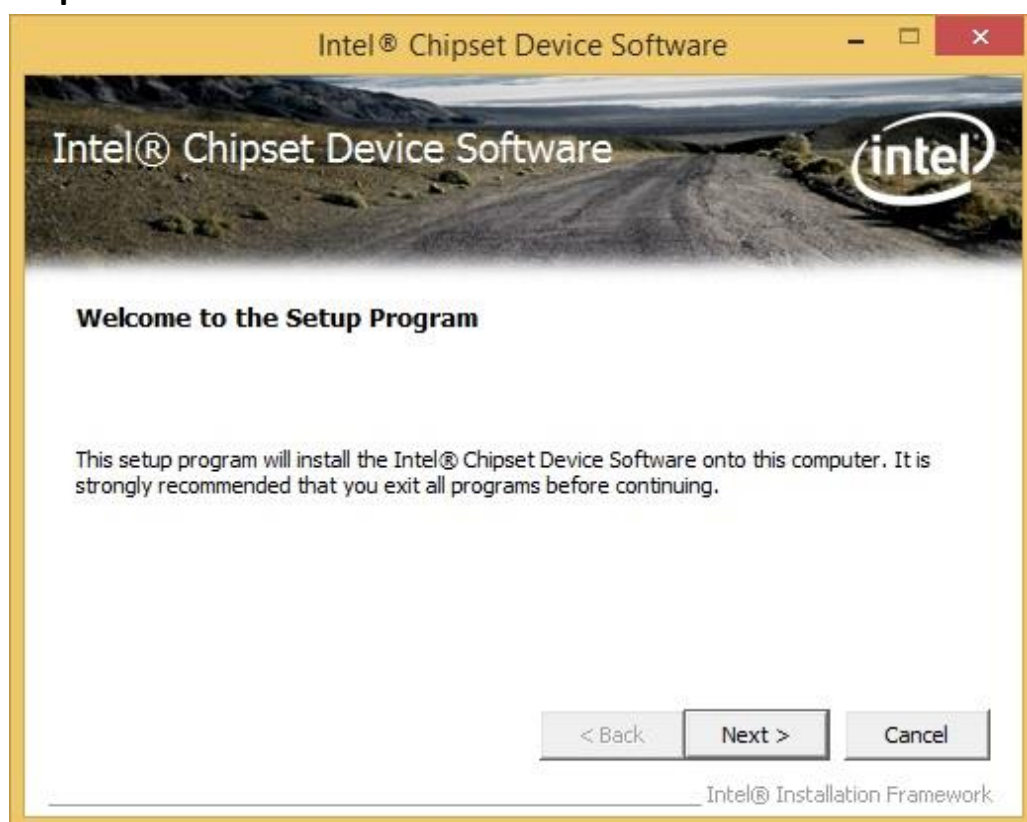 Intel® Chipset Device Software
Intel® Chipset Device Software
intel
Welcome to the Setup Program
This setup program will install the Intel® Chipset Device Software onto this computer. It is
strongly recommended that you exit all programs before continuing.
< Back
Next >
Cancel
Intel® Installation Framework